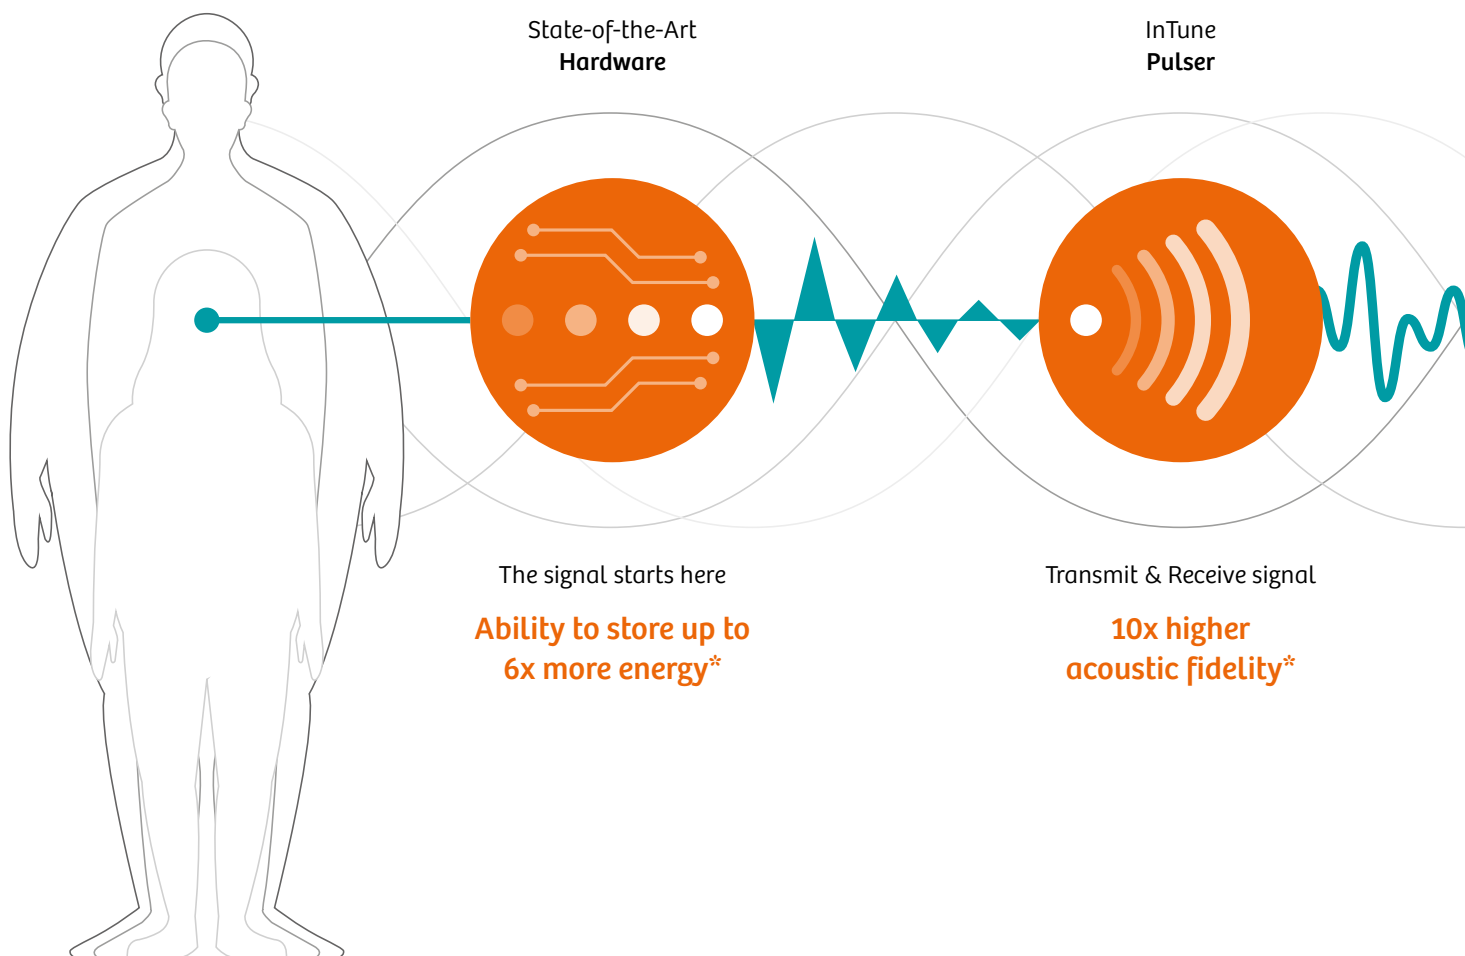 State-of-the-Art
Hardware
The signal starts here
Ability to store up to
6x more energy*
InTune
Pulser
Transmit & Receive signal
10x higher
acoustic fidelity*